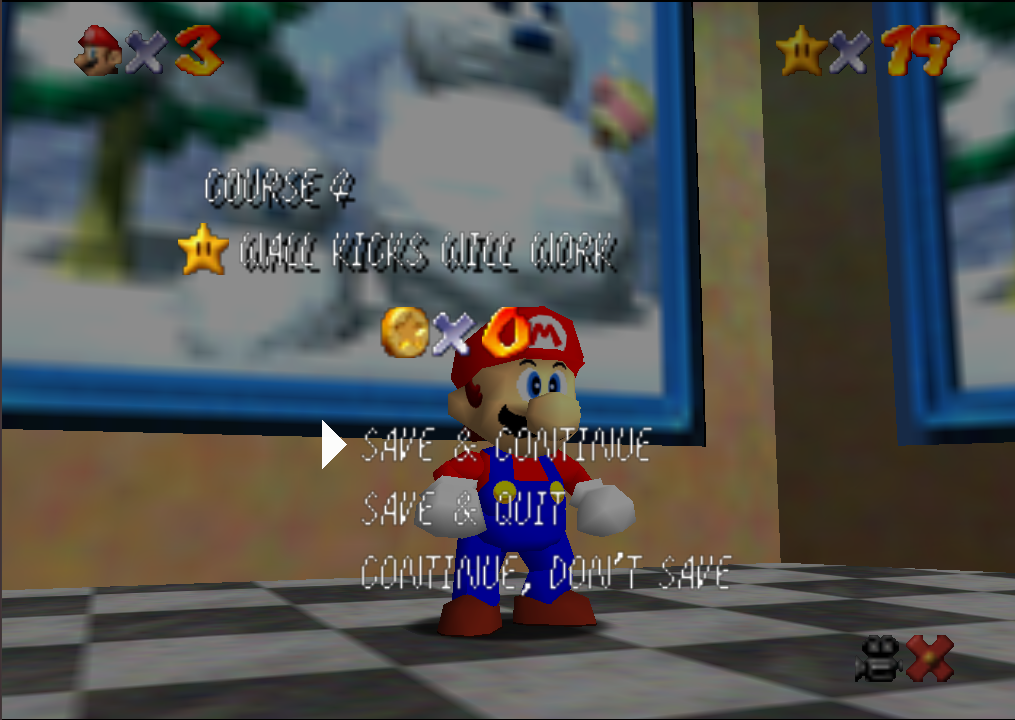 × 3
× 19
COURSE 4
WALL KICKS WILL WORK
× 0
M
SAVE & CONTINUE
SAVE & QUIT
CONTINUE, DON'T SAVE